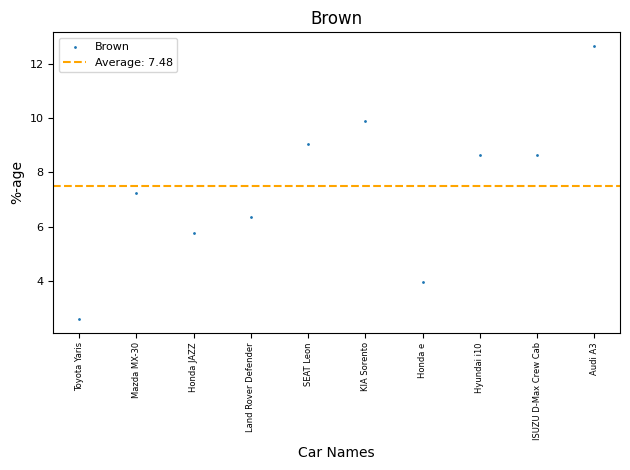 Brown
Brown
Average: 7.48
%-age
12
10
8
6
4
Toyota Yaris
Mazda MX-30
Honda JAZZ
Land Rover Defender
SEAT Leon
KIA Sorento
Honda e
Hyundai i10
ISUZU D-Max Crew Cab
Audi A3
Car Names